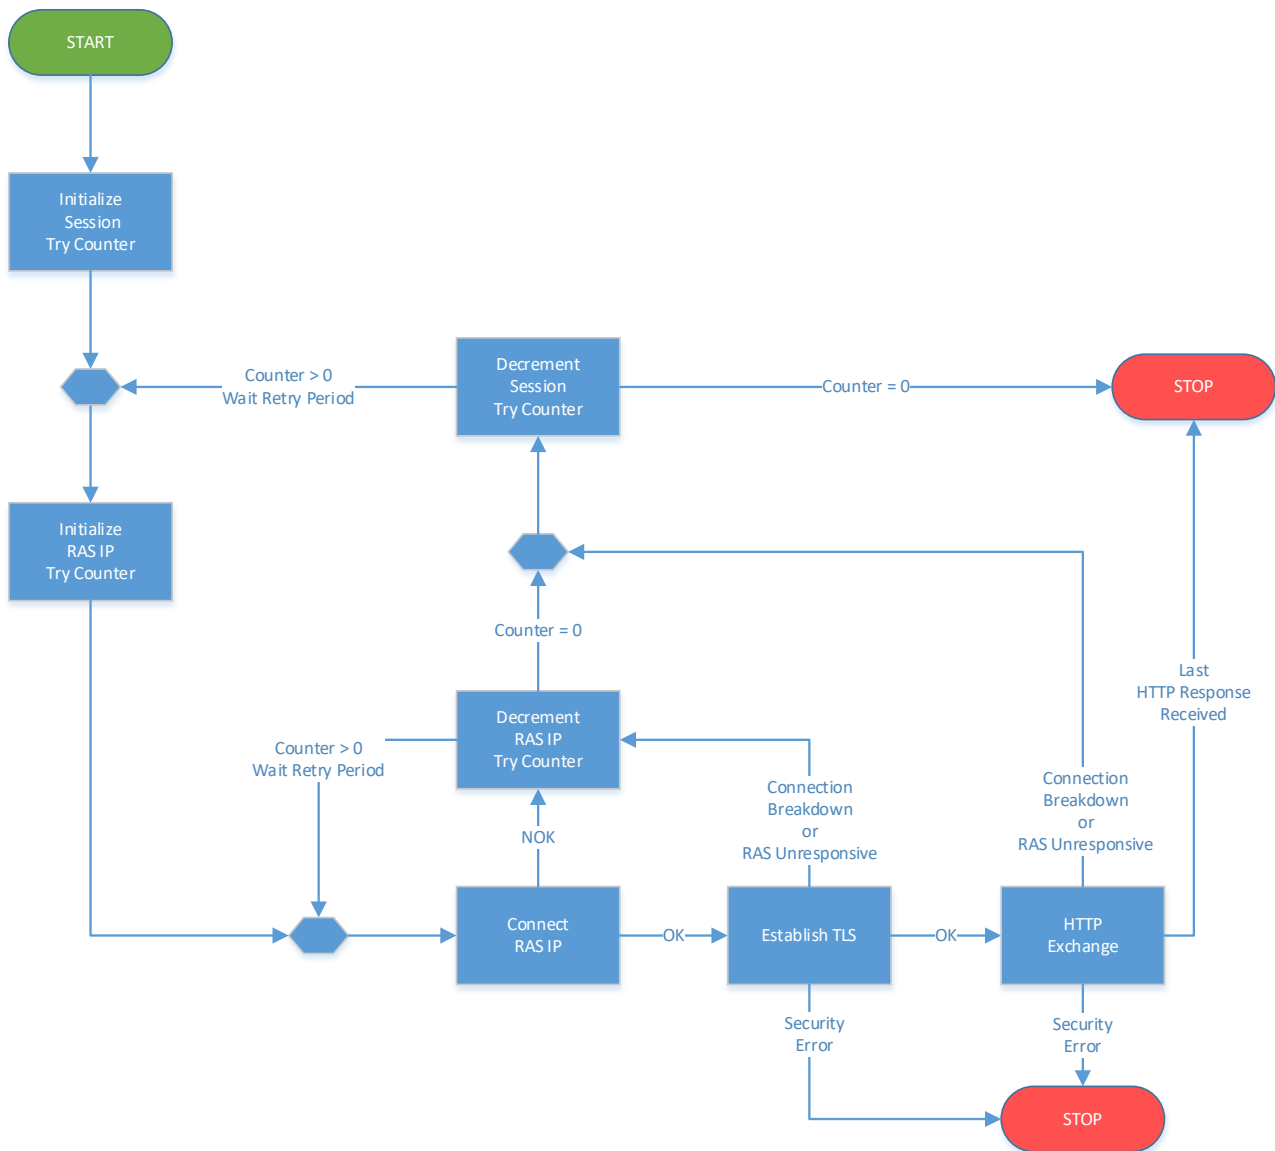 START
Initialize
Session
Try Counter
Counter > 0
Wait Retry Period
Decrement
Session
Try Counter
Counter = 0
STOP
Initialize
RAS IP
Try Counter
Counter = 0
Last
HTTP Response
Received
Counter > 0
Wait Retry Period
Decrement
RAS IP
Try Counter
Connection
Breakdown
or
RAS Unresponsive
Connection
Breakdown
or
RAS Unresponsive
NOK
Connect
RAS IP
OK
Establish TLS
OK
HTTP
Exchange
Security
Error
Security
Error
STOP